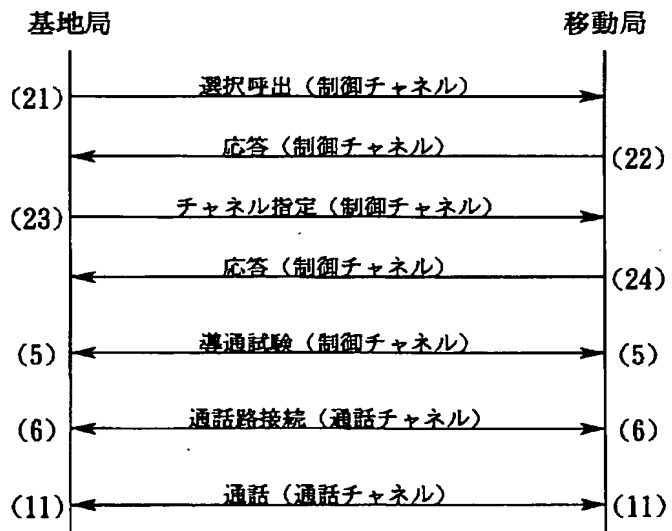 基地局 移動局
(21) 選択呼出(制御チャネル)
応答(制御チャネル) (22)
(23) チャネル指定(制御チャネル)
応答(制御チャネル) (24)
(5) 導通試験(制御チャネル) (5)
(6) 通話路接続(通話チャネル) (6)
(11) 通話(通話チャネル) (11)